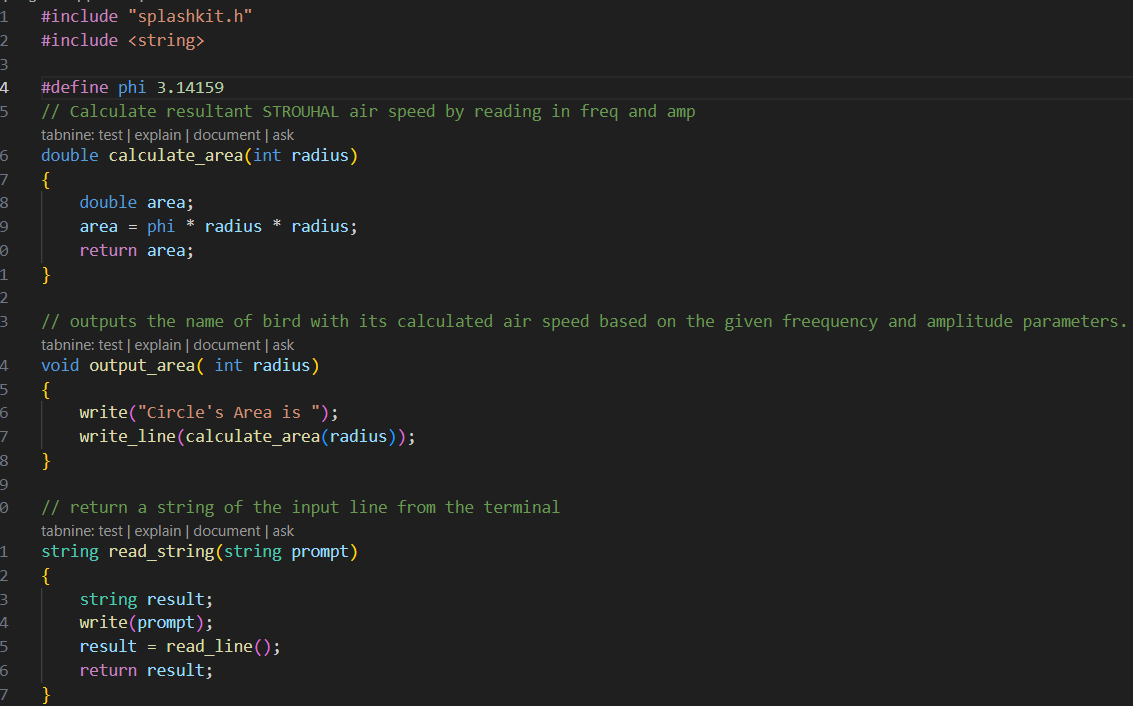 1 #include "splashkit.h"
2 #include <string>
3
4 #define phi 3.14159
5 // Calculate resultant STROUHAL air speed by reading in freq and amp
tabnine: test | explain | document | ask
6 double calculate_area(int radius)
7 {
8 double area;
9 area = phi * radius * radius;
0 return area;
1 }
2
3 // outputs the name of bird with its calculated air speed based on the given freequency and amplitude parameters.
tabnine: test | explain | document | ask
4 void output_area( int radius)
5 {
6 write("Circle's Area is ");
7 write_line(calculate_area(radius));
8 }
9
0 // return a string of the input line from the terminal
tabnine: test | explain | document | ask
1 string read_string(string prompt)
2 {
3 string result;
4 write(prompt);
5 result = read_line();
6 return result;
7 }